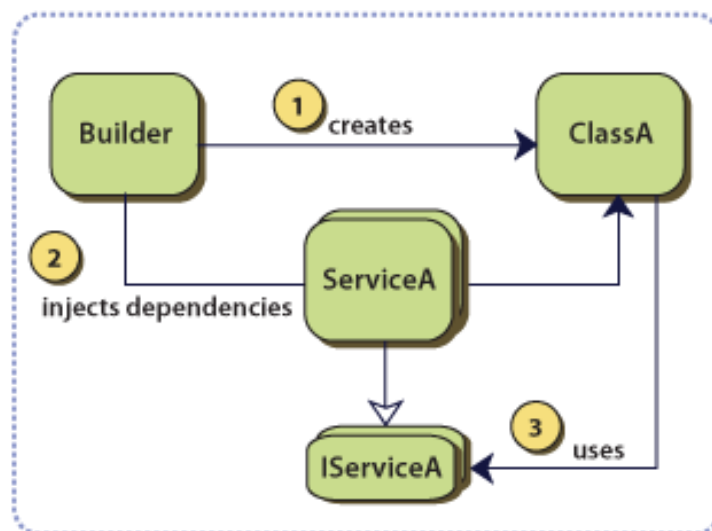 Builder
1
creates
ClassA
2
injects dependencies
ServiceA
IServiceA
3
uses